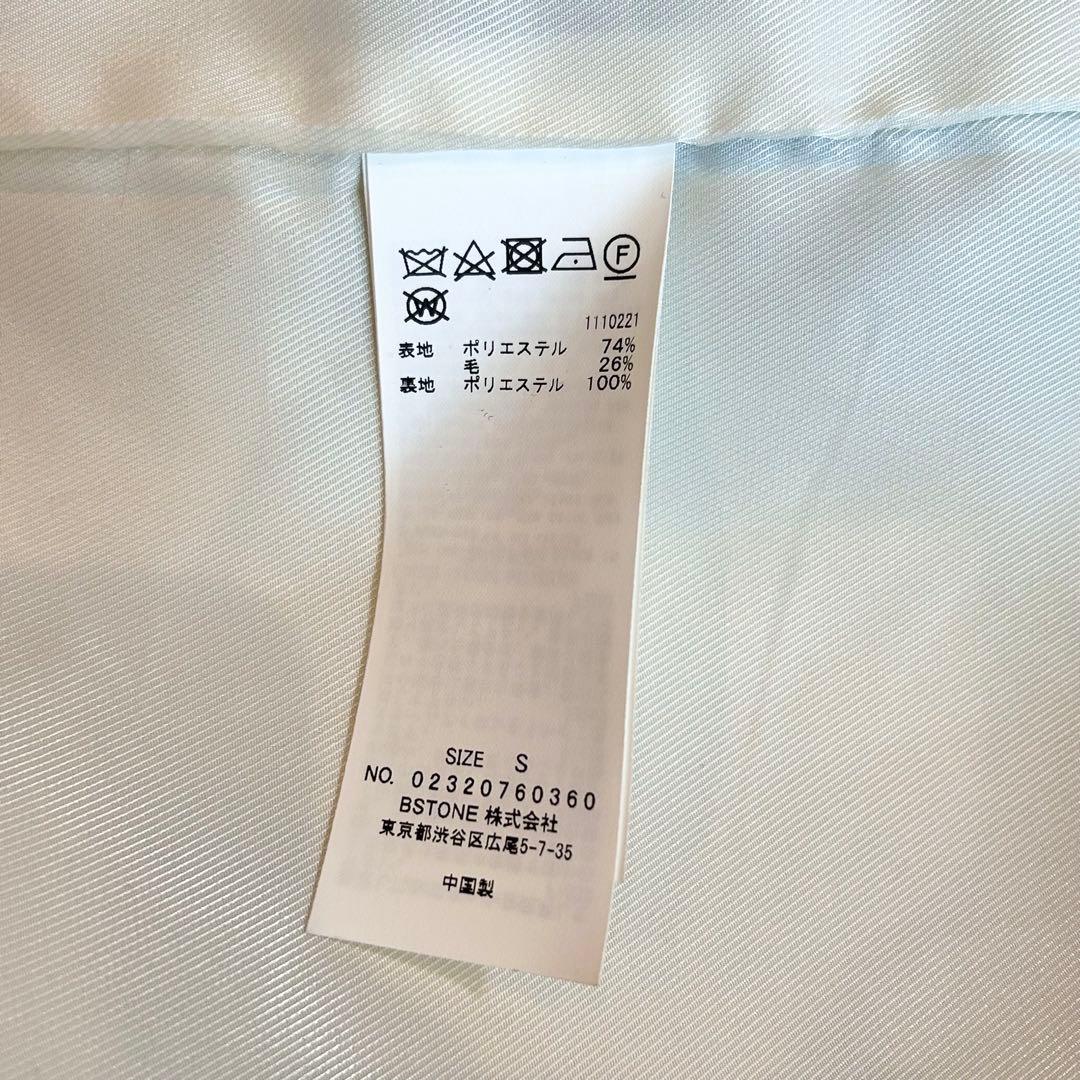 F
W
1110221
表地 ポリエステル 74%
毛 26%
裏地 ポリエステル 100%
SIZE S
NO. 02320760360
BSTONE 株式会社
東京都渋谷区広尾5-7-35
中国製